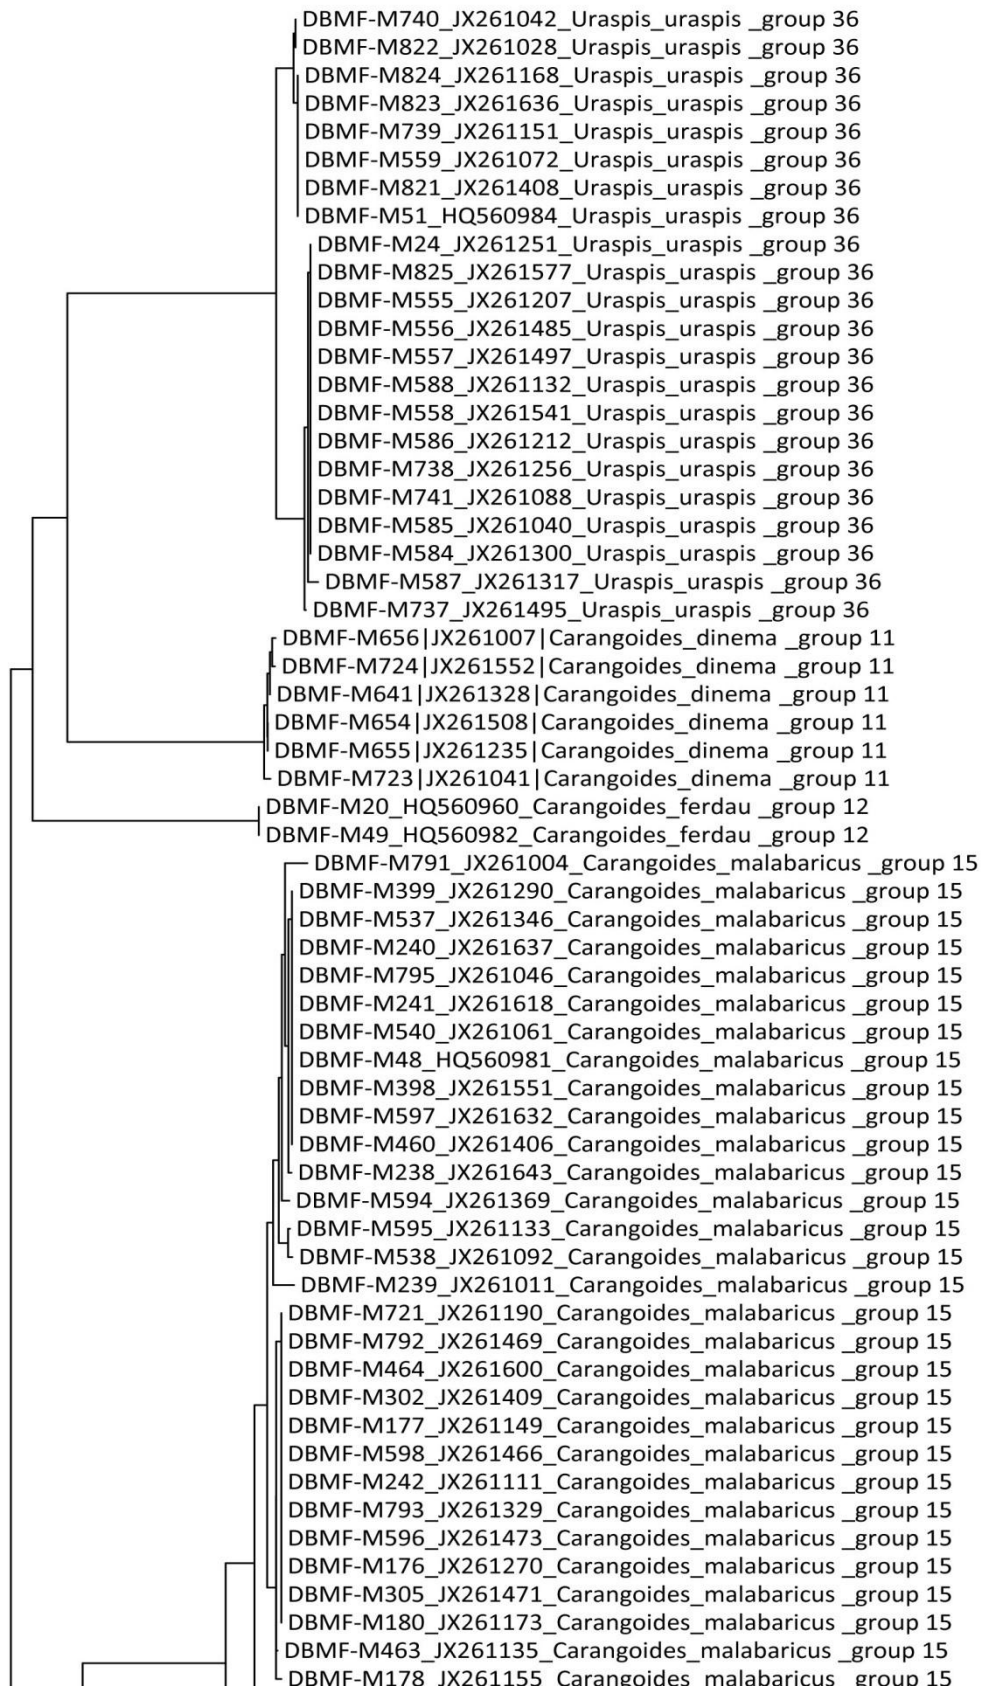 DBMF-M740_JX261042_Uraspis_uraspis _group 36
DBMF-M822_JX261028_Uraspis_uraspis _group 36
DBMF-M824_JX261168_Uraspis_uraspis _group 36
DBMF-M823_JX261636_Uraspis_uraspis _group 36
DBMF-M739_JX261151_Uraspis_uraspis _group 36
DBMF-M559_JX261072_Uraspis_uraspis _group 36
DBMF-M821_JX261408_Uraspis_uraspis _group 36
DBMF-M51_HQ560984_Uraspis_uraspis _group 36
DBMF-M24_JX261251_Uraspis_uraspis _group 36
DBMF-M825_JX261577_Uraspis_uraspis _group 36
DBMF-M555_JX261207_Uraspis_uraspis _group 36
DBMF-M556_JX261485_Uraspis_uraspis _group 36
DBMF-M557_JX261497_Uraspis_uraspis _group 36
DBMF-M588_JX261132_Uraspis_uraspis _group 36
DBMF-M558_JX261541_Uraspis_uraspis _group 36
DBMF-M586_JX261212_Uraspis_uraspis _group 36
DBMF-M738_JX261256_Uraspis_uraspis _group 36
DBMF-M741_JX261088_Uraspis_uraspis _group 36
DBMF-M585_JX261040_Uraspis_uraspis _group 36
DBMF-M584_JX261300_Uraspis_uraspis _group 36
DBMF-M587_JX261317_Uraspis_uraspis _group 36
DBMF-M737_JX261495_Uraspis_uraspis _group 36
DBMF-M656|JX261007|Carangoides_dinema _group 11
DBMF-M724|JX261552|Carangoides_dinema _group 11
DBMF-M641|JX261328|Carangoides_dinema _group 11
DBMF-M654|JX261508|Carangoides_dinema _group 11
DBMF-M655|JX261235|Carangoides_dinema _group 11
DBMF-M723|JX261041|Carangoides_dinema _group 11
DBMF-M20_HQ560960_Carangoides_ferdau _group 12
DBMF-M49_HQ560982_Carangoides_ferdau _group 12
DBMF-M791_JX261004_Carangoides_malabaricus _group 15
DBMF-M399_JX261290_Carangoides_malabaricus _group 15
DBMF-M537_JX261346_Carangoides_malabaricus _group 15
DBMF-M240_JX261637_Carangoides_malabaricus _group 15
DBMF-M795_JX261046_Carangoides_malabaricus _group 15
DBMF-M241_JX261618_Carangoides_malabaricus _group 15
DBMF-M540_JX261061_Carangoides_malabaricus _group 15
DBMF-M48_HQ560981_Carangoides_malabaricus _group 15
DBMF-M398_JX261551_Carangoides_malabaricus _group 15
DBMF-M597_JX261632_Carangoides_malabaricus _group 15
DBMF-M460_JX261406_Carangoides_malabaricus _group 15
DBMF-M238_JX261643_Carangoides_malabaricus _group 15
DBMF-M594_JX261369_Carangoides_malabaricus _group 15
DBMF-M595_JX261133_Carangoides_malabaricus _group 15
DBMF-M538_JX261092_Carangoides_malabaricus _group 15
DBMF-M239_JX261011_Carangoides_malabaricus _group 15
DBMF-M721_JX261190_Carangoides_malabaricus _group 15
DBMF-M792_JX261469_Carangoides_malabaricus _group 15
DBMF-M464_JX261600_Carangoides_malabaricus _group 15
DBMF-M302_JX261409_Carangoides_malabaricus _group 15
DBMF-M177_JX261149_Carangoides_malabaricus _group 15
DBMF-M598_JX261466_Carangoides_malabaricus _group 15
DBMF-M242_JX261111_Carangoides_malabaricus _group 15
DBMF-M793_JX261329_Carangoides_malabaricus _group 15
DBMF-M596_JX261473_Carangoides_malabaricus _group 15
DBMF-M176_JX261270_Carangoides_malabaricus _group 15
DBMF-M305_JX261471_Carangoides_malabaricus _group 15
DBMF-M180_JX261173_Carangoides_malabaricus _group 15
DBMF-M463_JX261135_Carangoides_malabaricus _group 15
DBMF-M178_JX261155_Carangoides_malabaricus _group 15